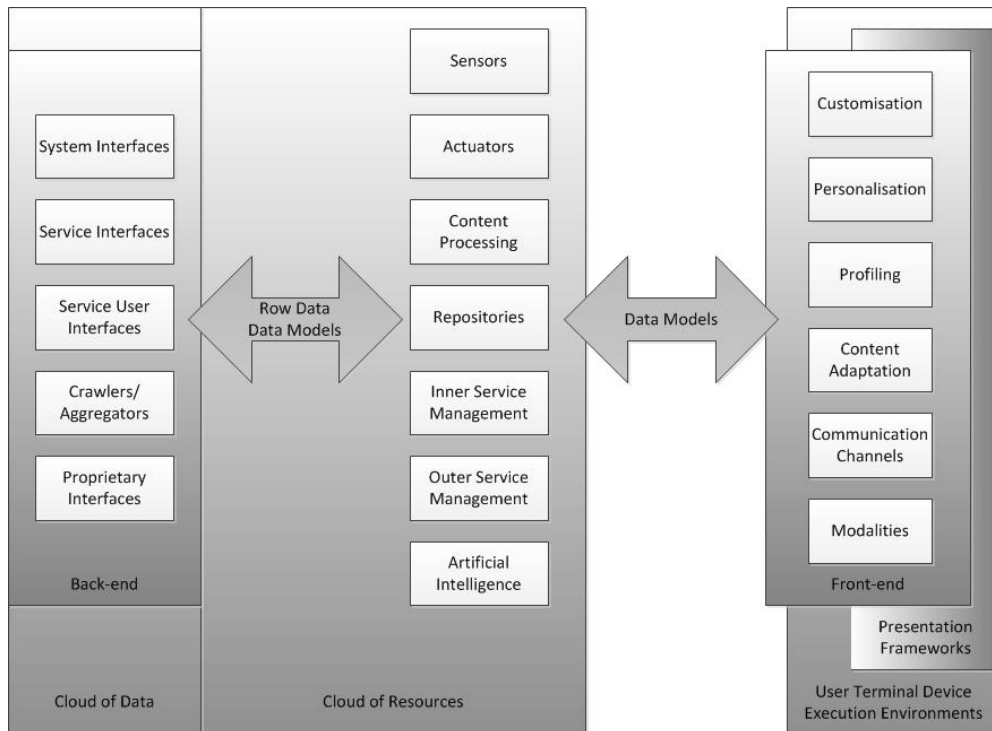 System Interfaces
Service Interfaces
Service User
Interfaces
Crawlers/
Aggregators
Proprietary
Interfaces
Back-end
Cloud of Data
Row Data
Data Models
Sensors
Actuators
Content
Processing
Repositories
Inner Service
Management
Outer Service
Management
Artificial
Intelligence
Cloud of Resources
Data Models
Customisation
Personalisation
Profiling
Content
Adaptation
Communication
Channels
Modalities
Front-end
Presentation
Frameworks
User Terminal Device
Execution Environments